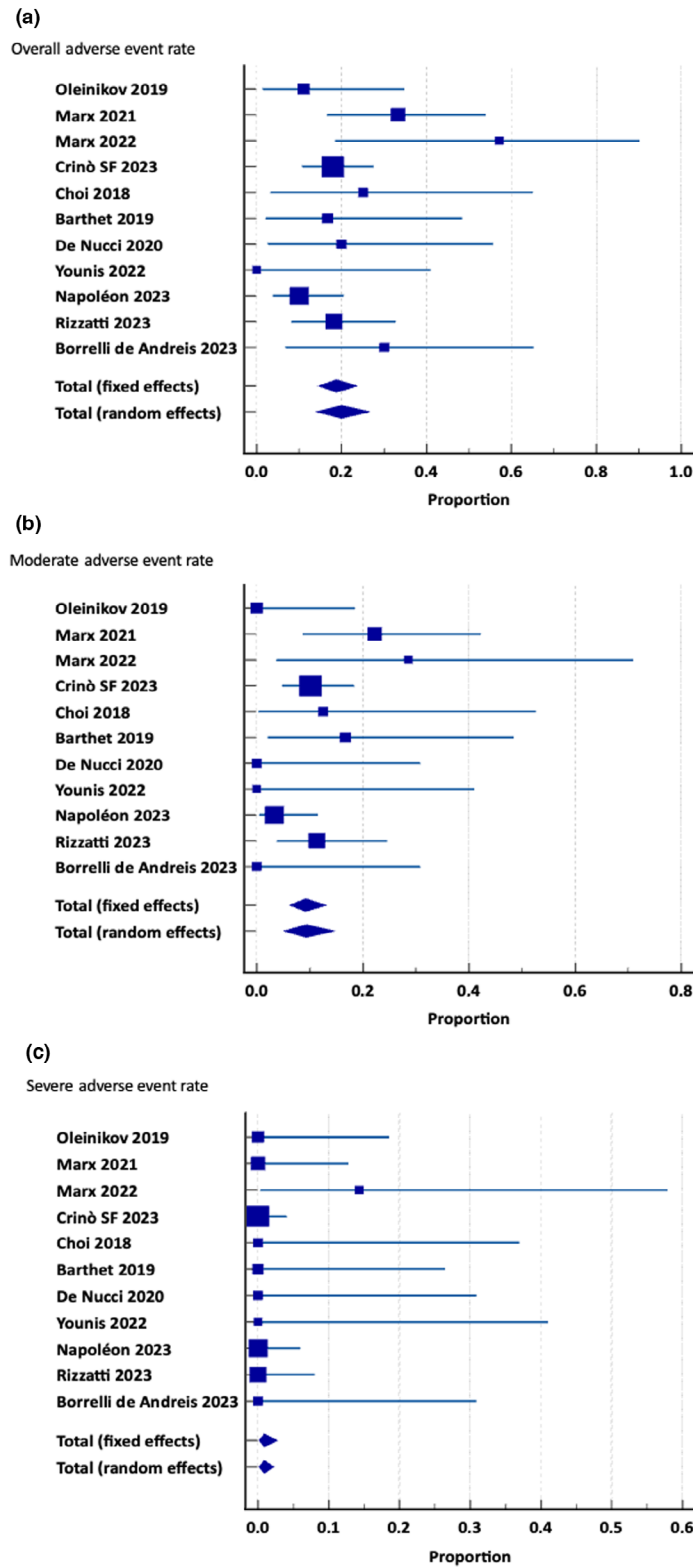 (a)
Overall adverse event rate
Oleinikov 2019
Marx 2021
Marx 2022
Crinò SF 2023
Choi 2018
Barthet 2019
De Nucci 2020
Younis 2022
Napoléon 2023
Rizzatti 2023
Borrelli de Andreis 2023
Total (fixed effects)
Total (random effects)
0.0 0.2 0.4 0.6 0.8 1.0
Proportion
(b)
Moderate adverse event rate
Oleinikov 2019
Marx 2021
Marx 2022
Crinò SF 2023
Choi 2018
Barthet 2019
De Nucci 2020
Younis 2022
Napoléon 2023
Rizzatti 2023
Borrelli de Andreis 2023
Total (fixed effects)
Total (random effects)
0.0 0.2 0.4 0.6 0.8
Proportion
(c)
Severe adverse event rate
Oleinikov 2019
Marx 2021
Marx 2022
Crinò SF 2023
Choi 2018
Barthet 2019
De Nucci 2020
Younis 2022
Napoléon 2023
Rizzatti 2023
Borrelli de Andreis 2023
Total (fixed effects)
Total (random effects)
0.0 0.1 0.2 0.3 0.4 0.5 0.6
Proportion